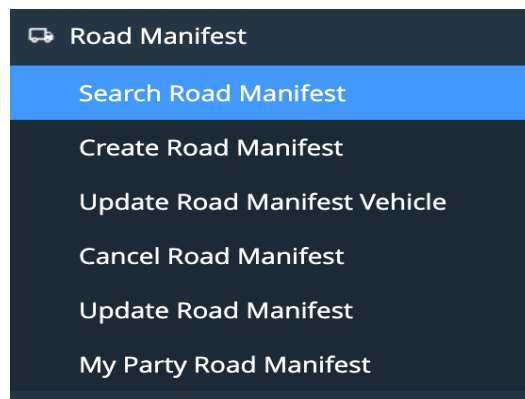 Road Manifest
Search Road Manifest
Create Road Manifest
Update Road Manifest Vehicle
Cancel Road Manifest
Update Road Manifest
My Party Road Manifest